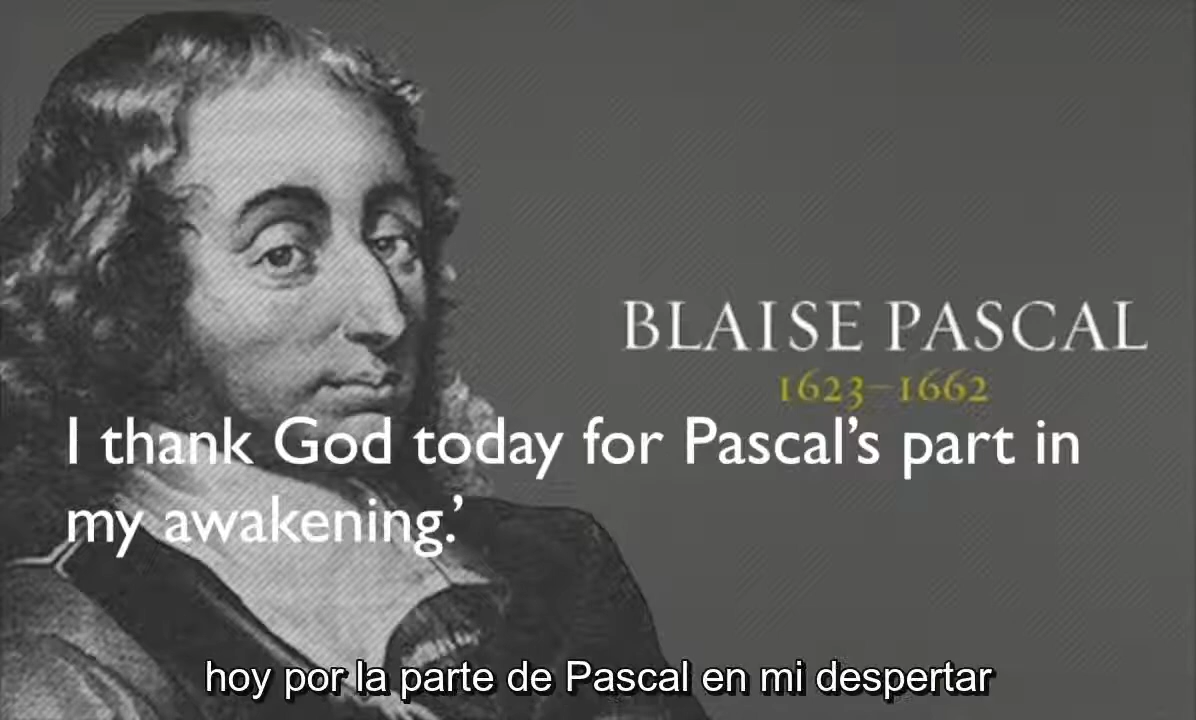 BLAISE PASCAL
1623–1662
I thank God today for Pascal’s part in
my awakening.’
hoy por la parte de Pascal en mi despertar